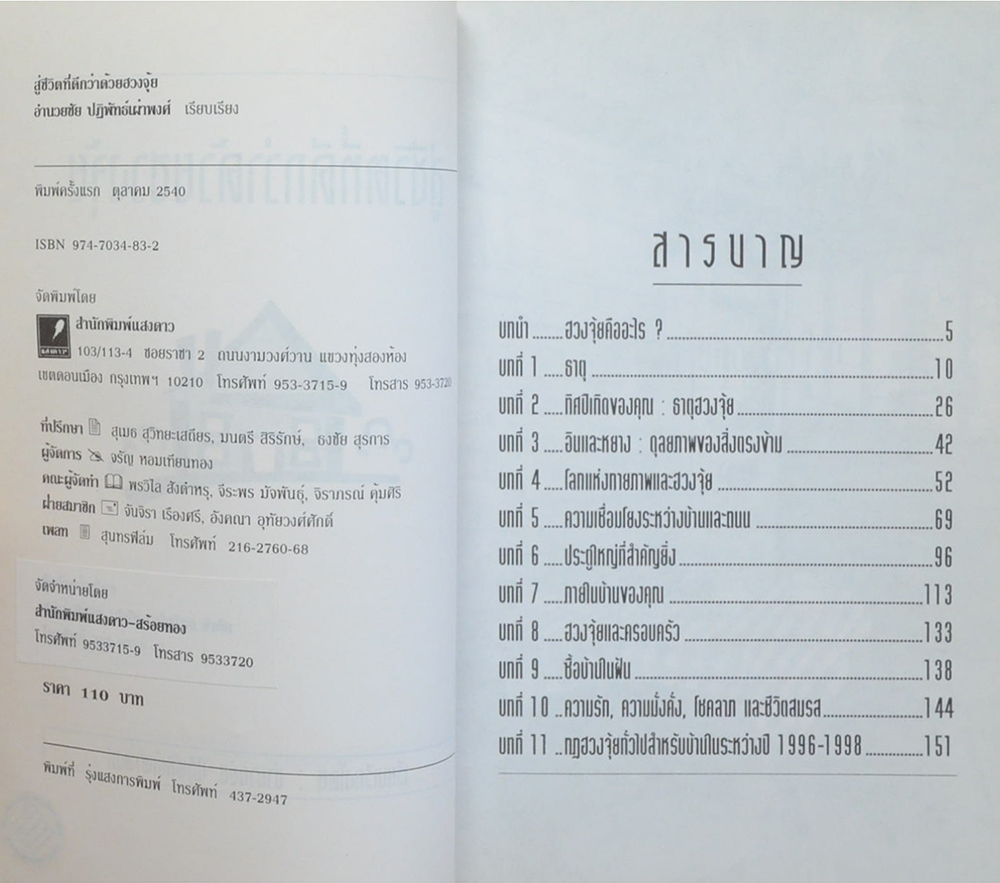 สู่ชีวิตที่ดีกว่าด้วยฮวงจุ้ย
อำนวยชัย ปฏิพัทธ์เผ่าพงศ์ เรียบเรียง
พิมพ์ครั้งแรก ตุลาคม 2540
ISBN 974-7034-83-2
จัดพิมพ์โดย
สำนักพิมพ์แสงดาว
103/113-4 ซอยราชา 2 ถนนงามวงศ์วาน แขวงทุ่งสองห้อง
เขตดอนเมือง กรุงเทพฯ 10210 โทรศัพท์ 953-3715-9 โทรสาร 953-3720
ที่ปรึกษา สุเมธ สุวิทยะเสถียร, มนตรี สิริรักษ์, ธงชัย สุรการ
ผู้จัดการ จรัญ หอมเทียนทอง
คณะผู้จัดทำ พรวิไล สังดำหรุ, จีระพร มัจพันธุ์, จิราภรณ์ คุ้มศิริ
ฝ่ายสมาชิก จันจิรา เรืองศรี, อังคณา อุทัยวงศ์ศักดิ์
เพลท สุนทรฟิล์ม โทรศัพท์ 216-2760-68
จัดจำหน่ายโดย
สำนักพิมพ์แสงดาว-สร้อยทอง
โทรศัพท์ 9533715-9 โทรสาร 9533720
ราคา 110 บาท
พิมพ์ที่ รุ่งแสงการพิมพ์ โทรศัพท์ 437-2947
สารบาญ
บทนำ........ฮวงจุ้ยคืออะไร ?........5
บทที่ 1 .....ธาตุ........10
บทที่ 2 .....ทิศปีเกิดของคุณ : ธาตุฮวงจุ้ย........26
บทที่ 3 .....อินและหยาง : ดุลยภาพของสิ่งตรงข้าม........42
บทที่ 4 .....โลกแห่งกายภาพและฮวงจุ้ย........52
บทที่ 5 .....ความเชื่อมโยงระหว่างบ้านและถนน........69
บทที่ 6 .....ประตูใหญ่ที่สำคัญยิ่ง........96
บทที่ 7 .....ภายในบ้านของคุณ........113
บทที่ 8 .....ฮวงจุ้ยและครอบครัว........133
บทที่ 9 .....ซื้อบ้านในฝัน........138
บทที่ 10 ..ความรัก, ความมั่งคั่ง, โชคลาภ และชีวิตสมรส........144
บทที่ 11 ..กฎฮวงจุ้ยทั่วไปสำหรับบ้านในระหว่างปี 1996-1998........151